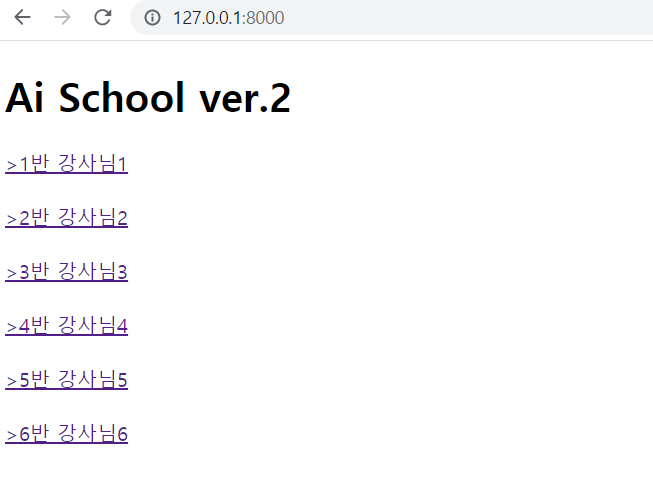 127.0.0.1:8000
Ai School ver.2
>1반 강사님1
>2반 강사님2
>3반 강사님3
>4반 강사님4
>5반 강사님5
>6반 강사님6